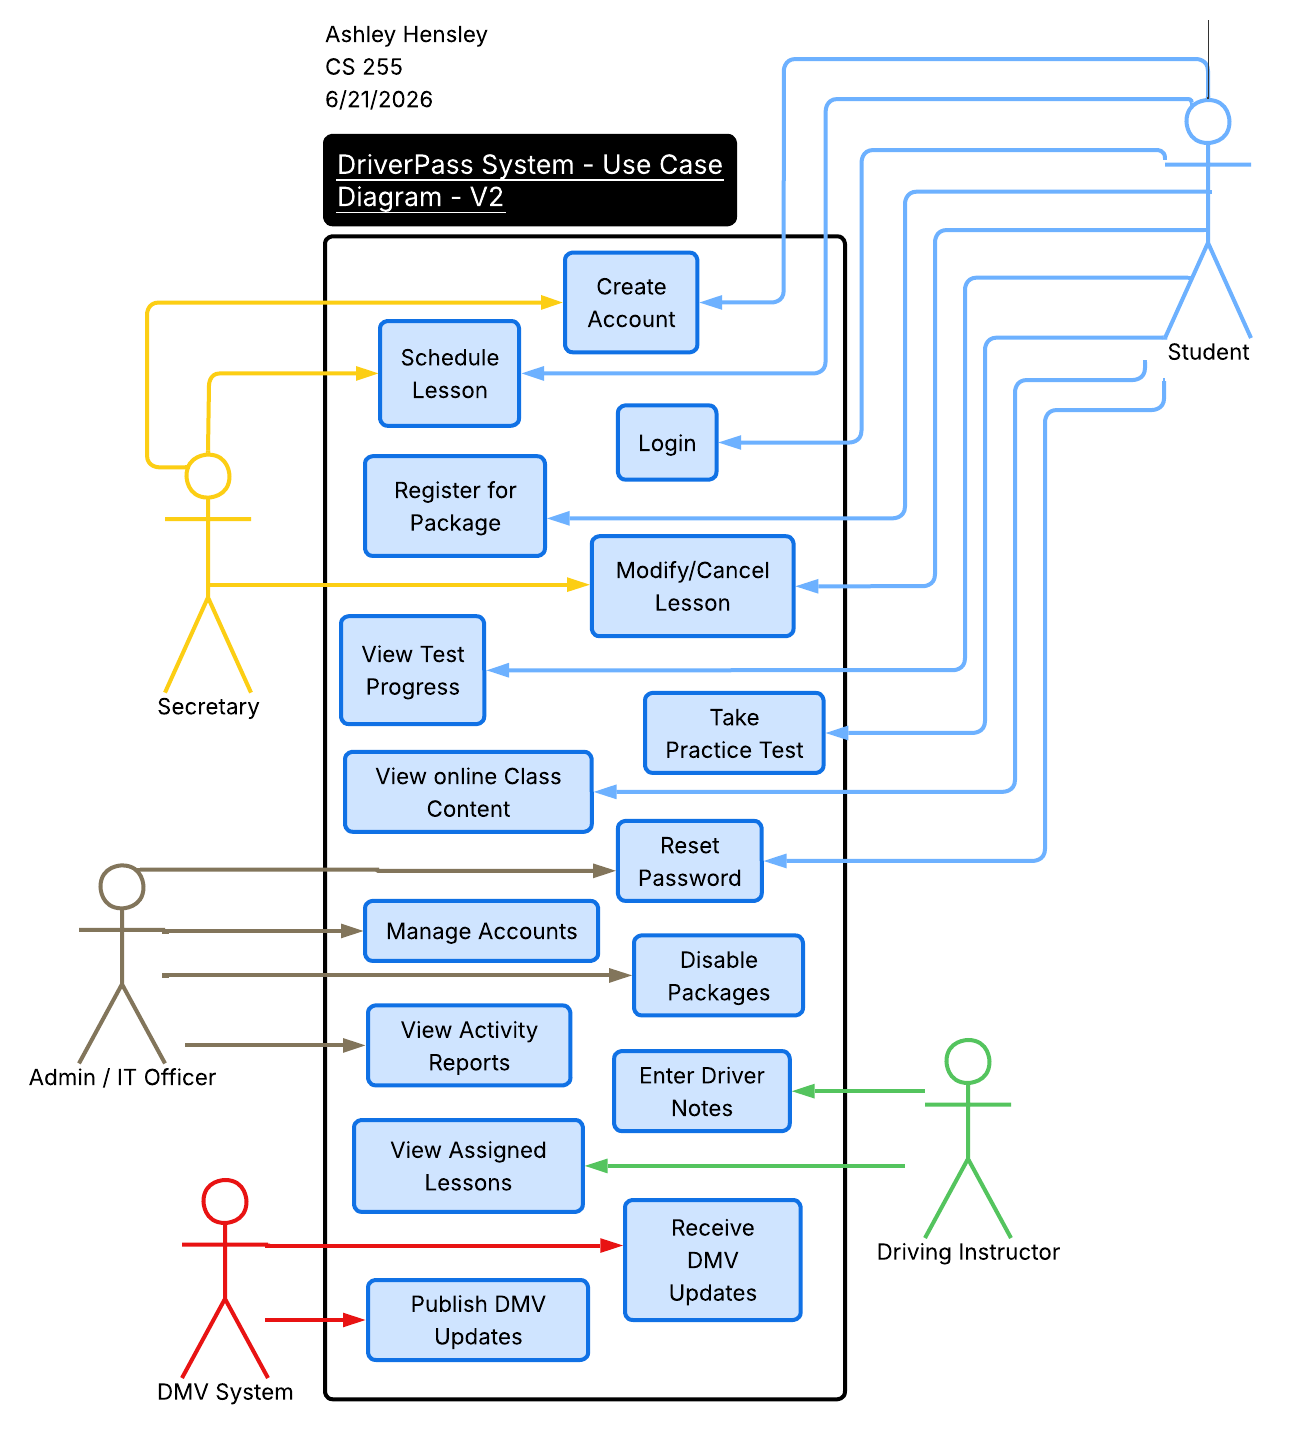 Ashley Hensley
CS 255
6/21/2026
DriverPass System - Use Case
Diagram - V2
Create
Account
Schedule
Lesson
Student
Login
Register for
Package
Modify/Cancel
Lesson
View Test
Progress
Secretary
Take
Practice Test
View online Class
Content
Reset
Password
Manage Accounts
Disable
Packages
View Activity
Reports
Admin / IT Officer
Enter Driver
Notes
View Assigned
Lessons
Receive
DMV
Updates
Driving Instructor
Publish DMV
Updates
DMV System